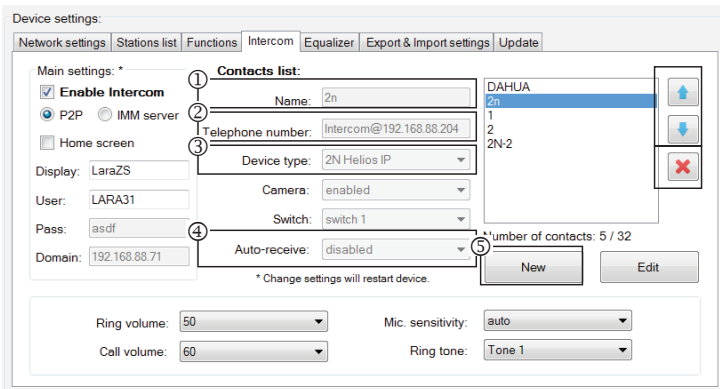 Device settings:
Network settings Stations list Functions Intercom Equalizer Export & Import settings Update
Main settings: *
Enable Intercom
P2P IMM server
Home screen
Display: LaraZS
User: LARA31
Pass: asdf
Domain: 192.168.88.71
Contacts list:
① Name: 2n
② Telephone number: Intercom@192.168.88.204
③ Device type: 2N Helios IP
Camera: enabled
Switch: switch 1
④ Auto-receive: disabled
* Change settings will restart device.
DAHUA
2n
1
2
2N-2
Number of contacts: 5 / 32
⑤ New Edit
Ring volume: 50 Mic. sensitivity: auto
Call volume: 60 Ring tone: Tone 1